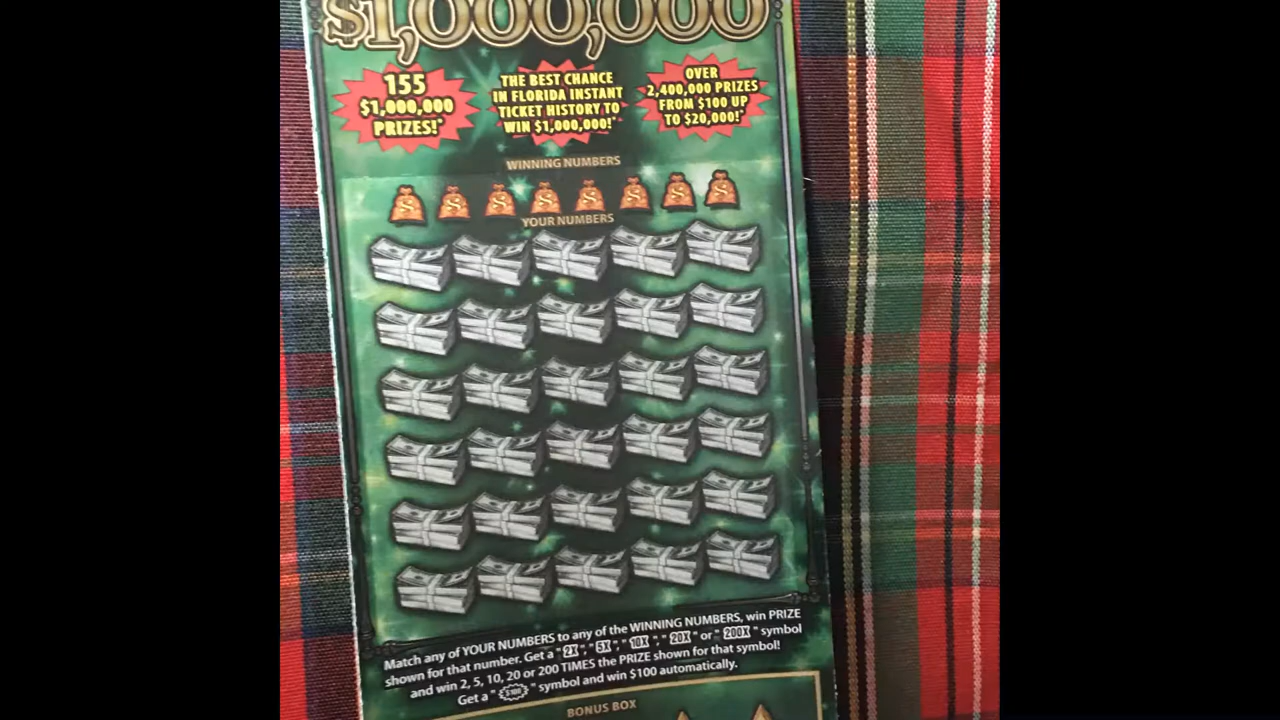 $1,000,000
155
$1,000,000
PRIZES!*
THE BEST CHANCE
IN FLORIDA INSTANT
TICKET HISTORY TO
WIN $1,000,000!*
OVER
2,400,000 PRIZES
FROM $100 UP
TO $20,000!*
WINNING NUMBERS
YOUR NUMBERS
Match any of YOUR NUMBERS to any of the WINNING NUMBERS, win PRIZE
shown for that number. Get a "2X", "5X", "10X", "20X" or "200X" symbol
and win 2, 5, 10, 20 or 200 TIMES the PRIZE shown for that symbol!
Get a "$100" symbol and win $100 automatically.
BONUS BOX